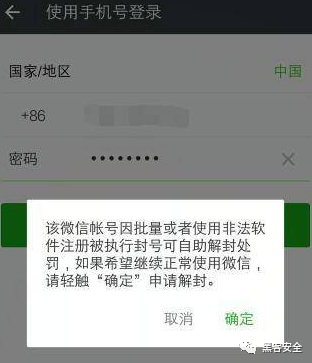 使用手机号登录
国家/地区 中国
+86
密码 ••••••••
该微信帐号因批量或者使用非法软
件注册被执行封号可自助解封处
罚，如果希望继续正常使用微信，
请轻触“确定”申请解封。
取消 确定
黑客安全